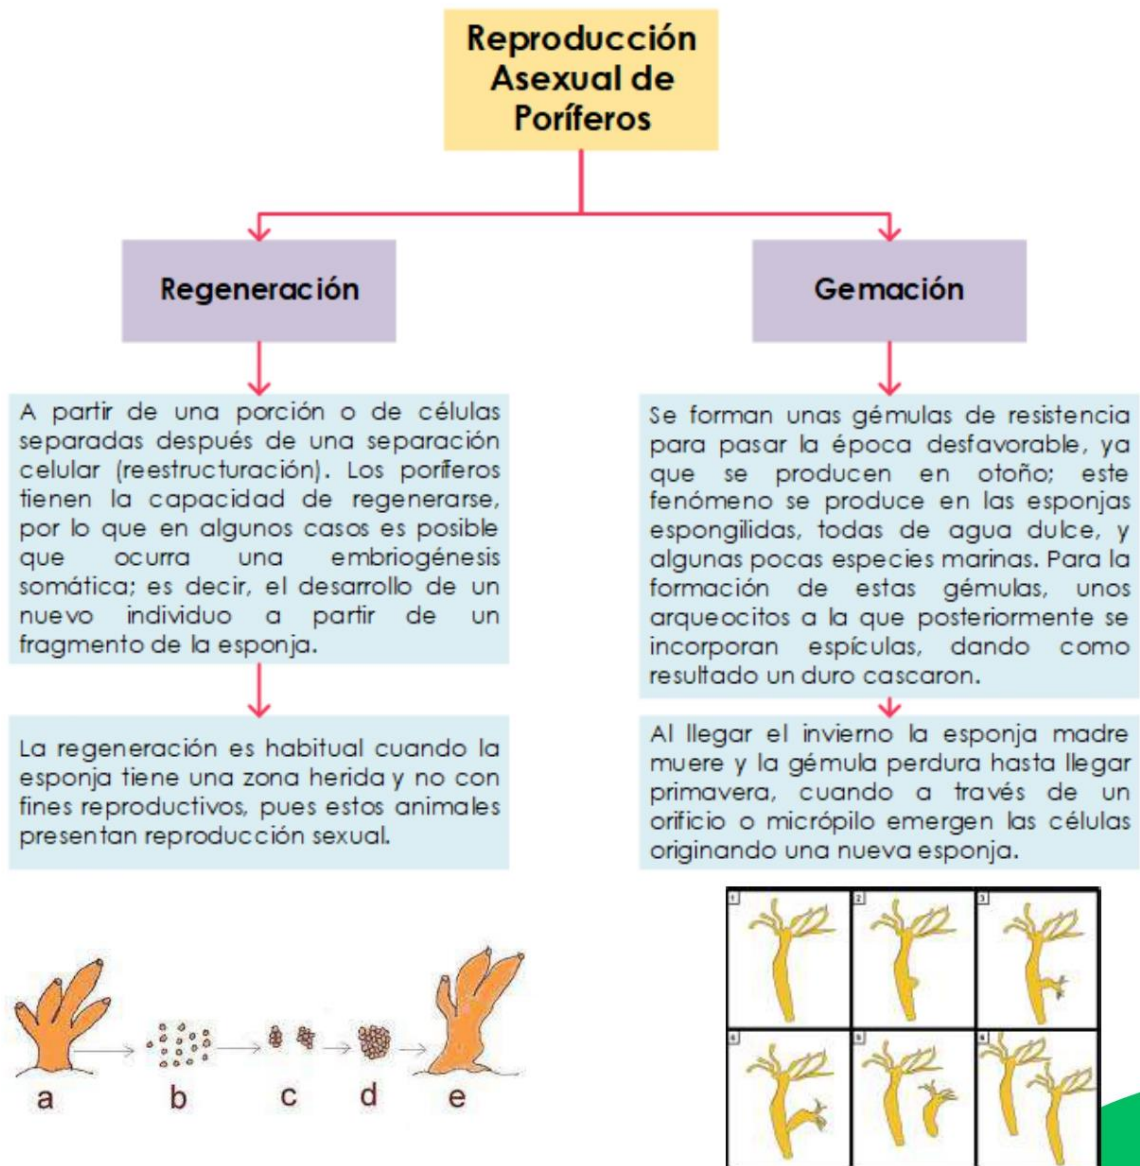 Reproducción
Asexual de
Poríferos
Regeneración
A partir de una porción o de células
separadas después de una separación
celular (reestructuración). Los poríferos
tienen la capacidad de regenerarse,
por lo que en algunos casos es posible
que ocurra una embriogénesis
somática; es decir, el desarrollo de un
nuevo individuo a partir de un
fragmento de la esponja.
La regeneración es habitual cuando la
esponja tiene una zona herida y no con
fines reproductivos, pues estos animales
presentan reproducción sexual.
a b c d e
Gemación
Se forman unas gémulas de resistencia
para pasar la época desfavorable, ya
que se producen en otoño; este
fenómeno se produce en las esponjas
espongilidas, todas de agua dulce, y
algunas pocas especies marinas. Para la
formación de estas gémulas, unos
arqueocitos a la que posteriormente se
incorporan espículas, dando como
resultado un duro cascaron.
Al llegar el invierno la esponja madre
muere y la gémula perdura hasta llegar
primavera, cuando a través de un
orificio o micrópilo emergen las células
originando una nueva esponja.
1 2 3
4 5 6